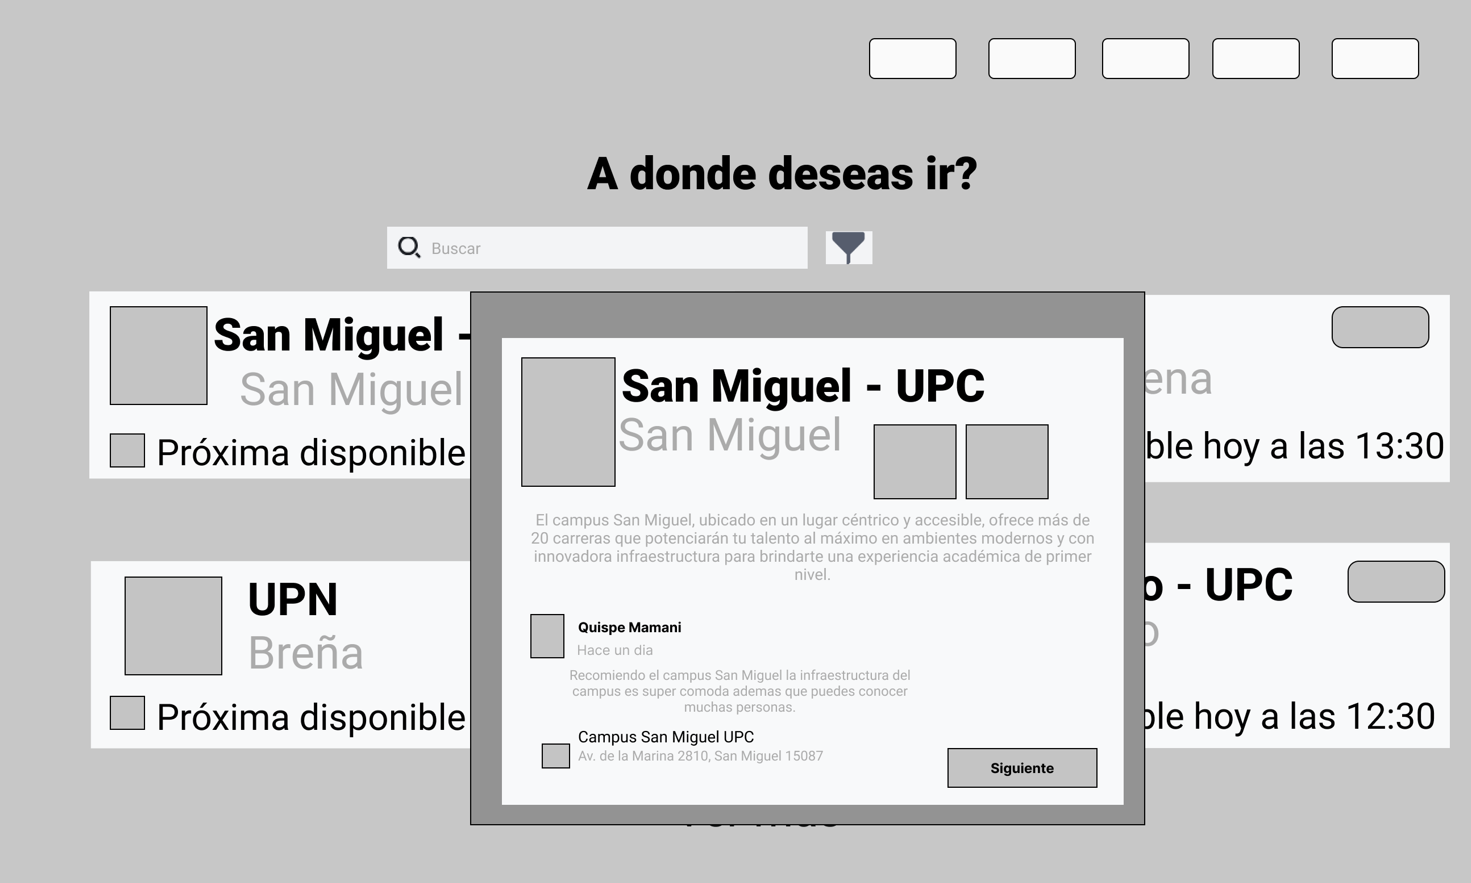 A donde deseas ir?
Buscar
San Miguel -
San Miguel
Próxima disponible
ble hoy a las 13:30
San Miguel - UPC
San Miguel
El campus San Miguel, ubicado en un lugar céntrico y accesible, ofrece más de
20 carreras que potenciarán tu talento al máximo en ambientes modernos y con
innovadora infraestructura para brindarte una experiencia académica de primer
nivel.
Quispe Mamani
Hace un dia
Recomiendo el campus San Miguel la infraestructura del
campus es super comoda ademas que puedes conocer
muchas personas.
Campus San Miguel UPC
Av. de la Marina 2810, San Miguel 15087
Siguiente
UPN
Breña
Próxima disponible
o - UPC
o
ble hoy a las 12:30